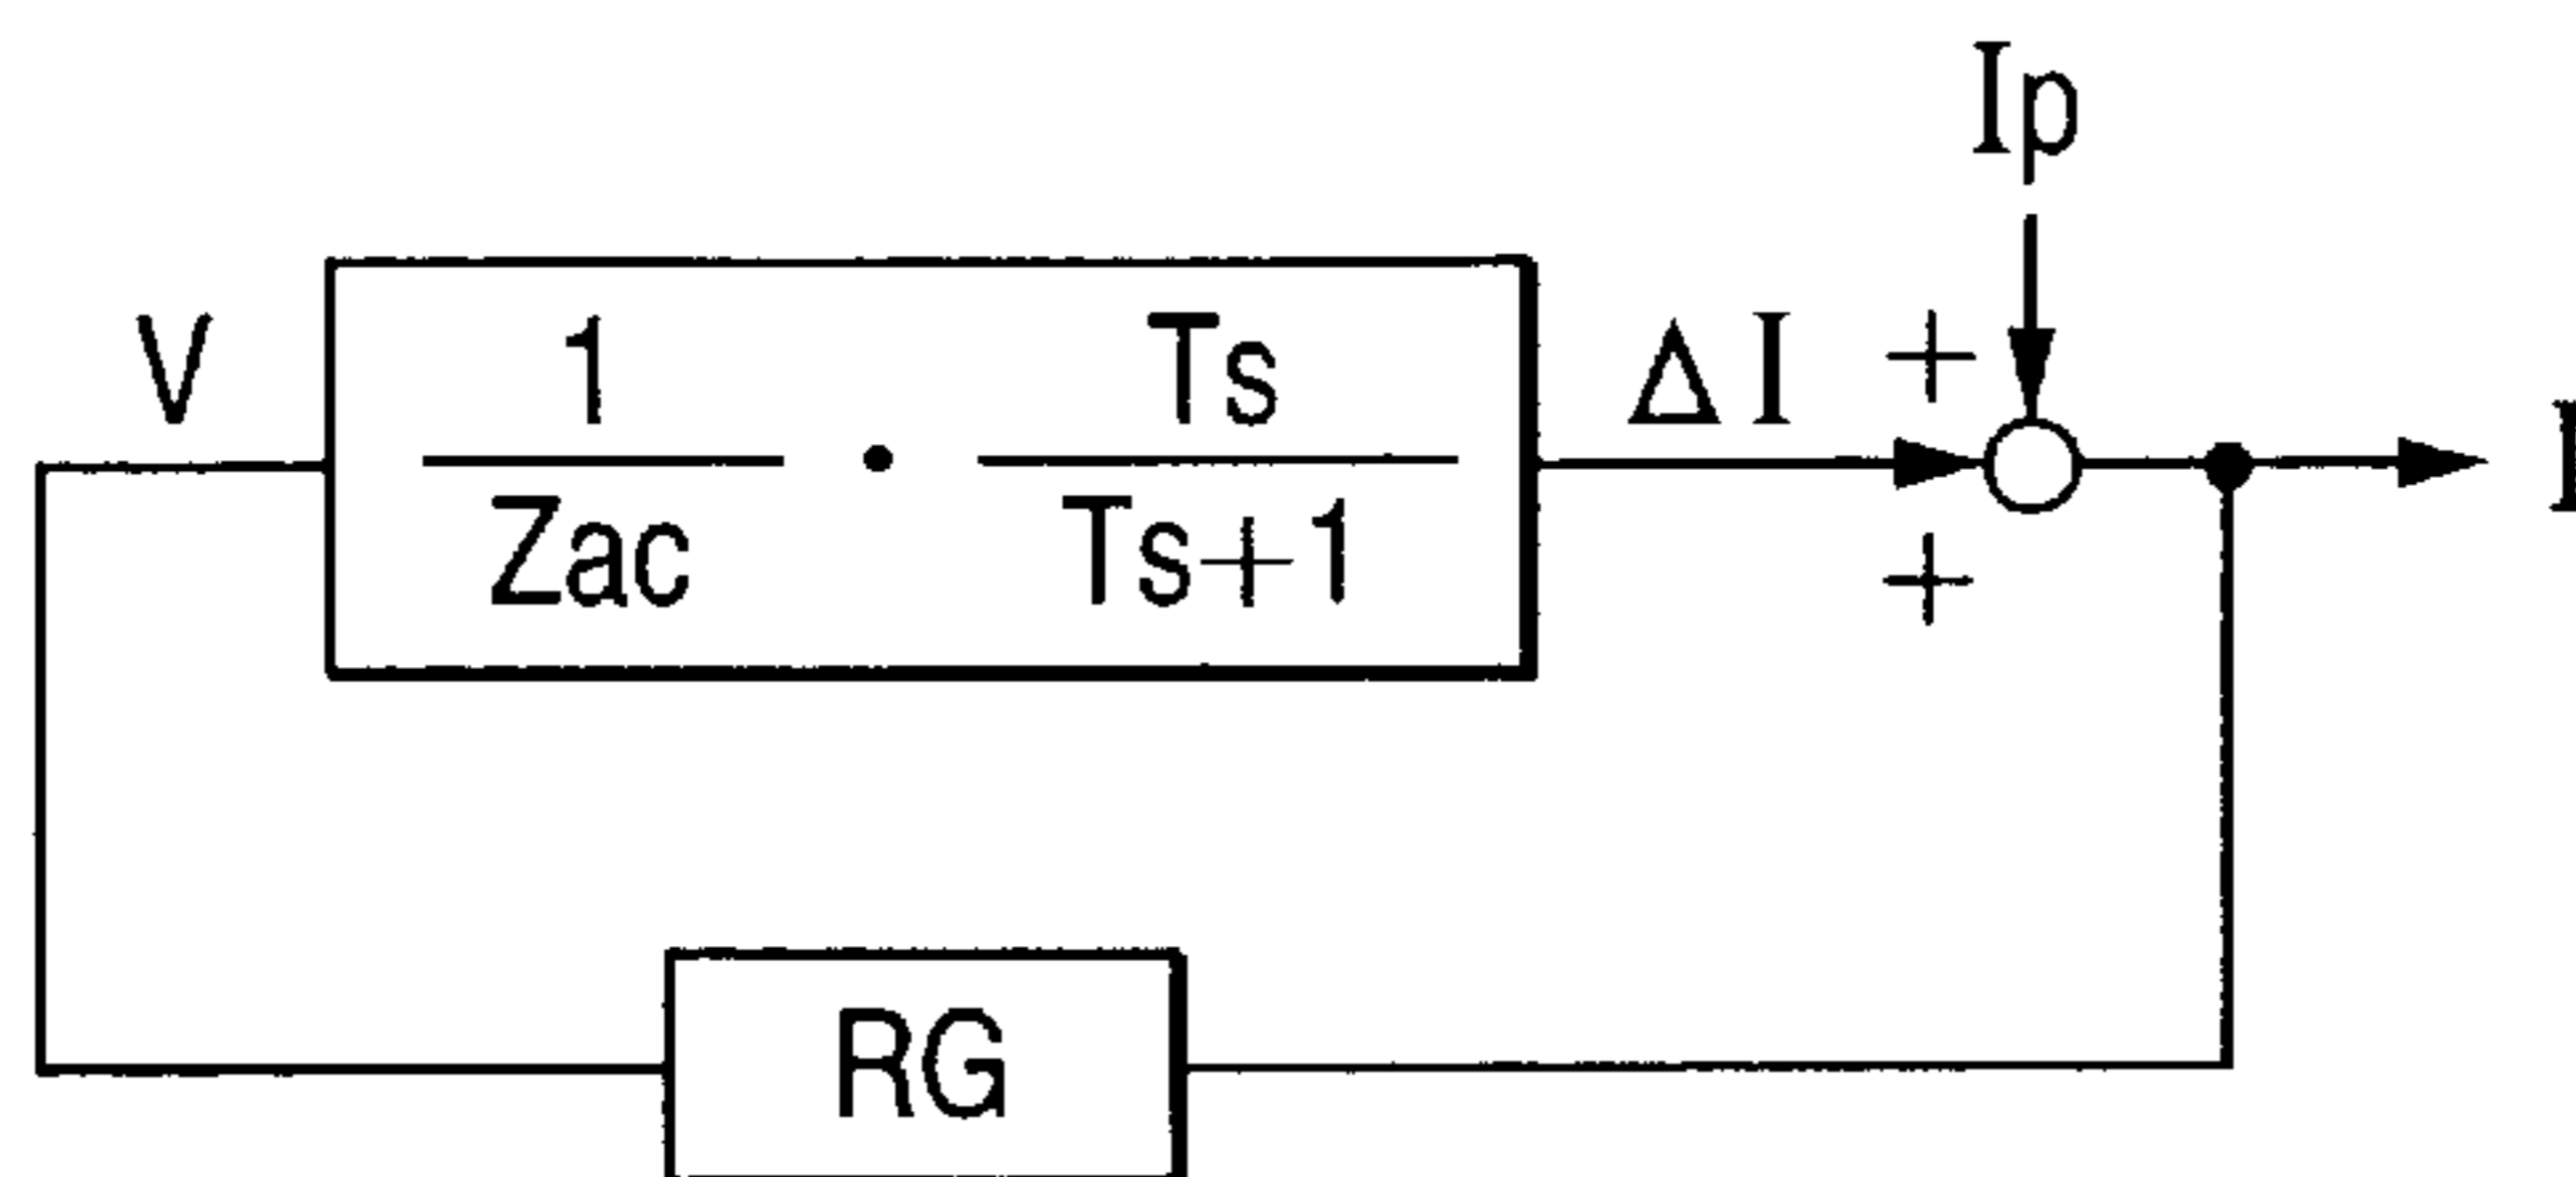 Ip
V
1
Zac
·
Ts
Ts+1
ΔI
+
+
I
RG